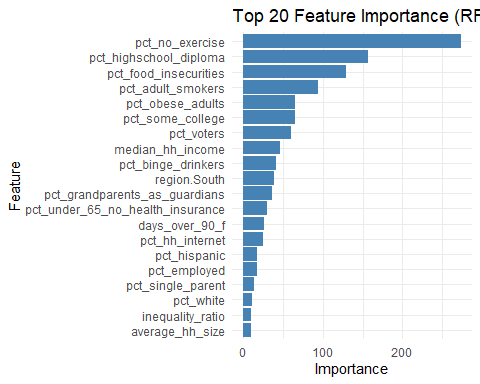 Top 20 Feature Importance (RF
pct_no_exercise
pct_highschool_diploma
pct_food_insecurities
pct_adult_smokers
pct_obese_adults
pct_some_college
pct_voters
median_hh_income
pct_binge_drinkers
region.South
pct_grandparents_as_guardians
pct_under_65_no_health_insurance
days_over_90_f
pct_hh_internet
pct_hispanic
pct_employed
pct_single_parent
pct_white
inequality_ratio
average_hh_size
Feature
0 100 200
Importance